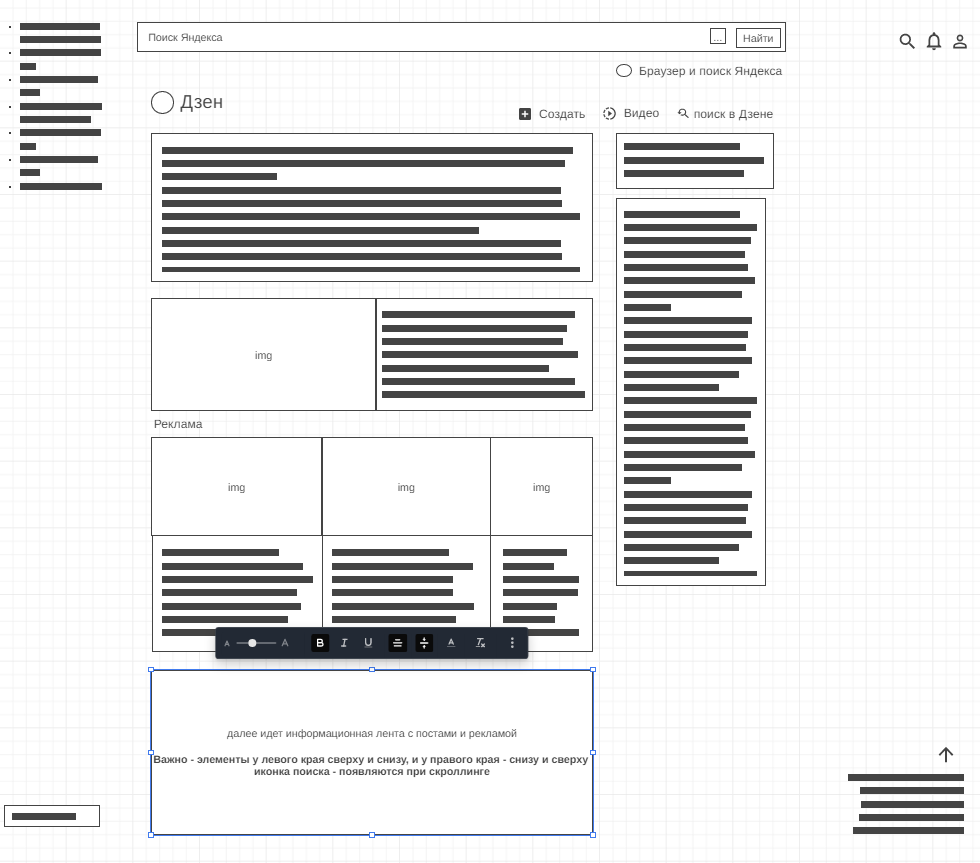 Поиск Яндекса
...
Найти
Браузер и поиск Яндекса
Дзен
Создать
Видео
поиск в Дзене
img
Реклама
img
img
img
A
A
B
I
U
A
T
далее идет информационная лента с постами и рекламой
Важно - элементы у левого края сверху и снизу, и у правого края - снизу и сверху
иконка поиска - появляются при скроллинге